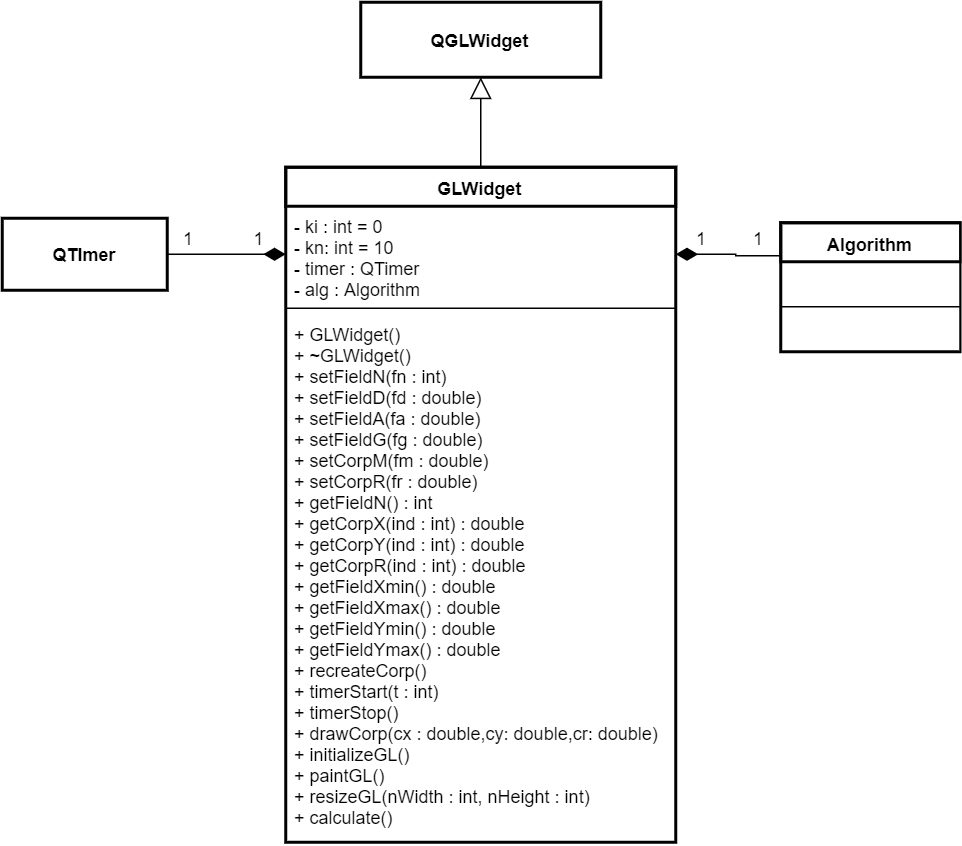 QGLWidget
GLWidget
- ki : int = 0
- kn: int = 10
- timer : QTimer
- alg : Algorithm
QTImer
1
1
1
1
Algorithm
+ GLWidget()
+ ~GLWidget()
+ setFieldN(fn : int)
+ setFieldD(fd : double)
+ setFieldA(fa : double)
+ setFieldG(fg : double)
+ setCorpM(fm : double)
+ setCorpR(fr : double)
+ getFieldN() : int
+ getCorpX(ind : int) : double
+ getCorpY(ind : int) : double
+ getCorpR(ind : int) : double
+ getFieldXmin() : double
+ getFieldXmax() : double
+ getFieldYmin() : double
+ getFieldYmax() : double
+ recreateCorp()
+ timerStart(t : int)
+ timerStop()
+ drawCorp(cx : double,cy: double,cr: double)
+ initializeGL()
+ paintGL()
+ resizeGL(nWidth : int, nHeight : int)
+ calculate()